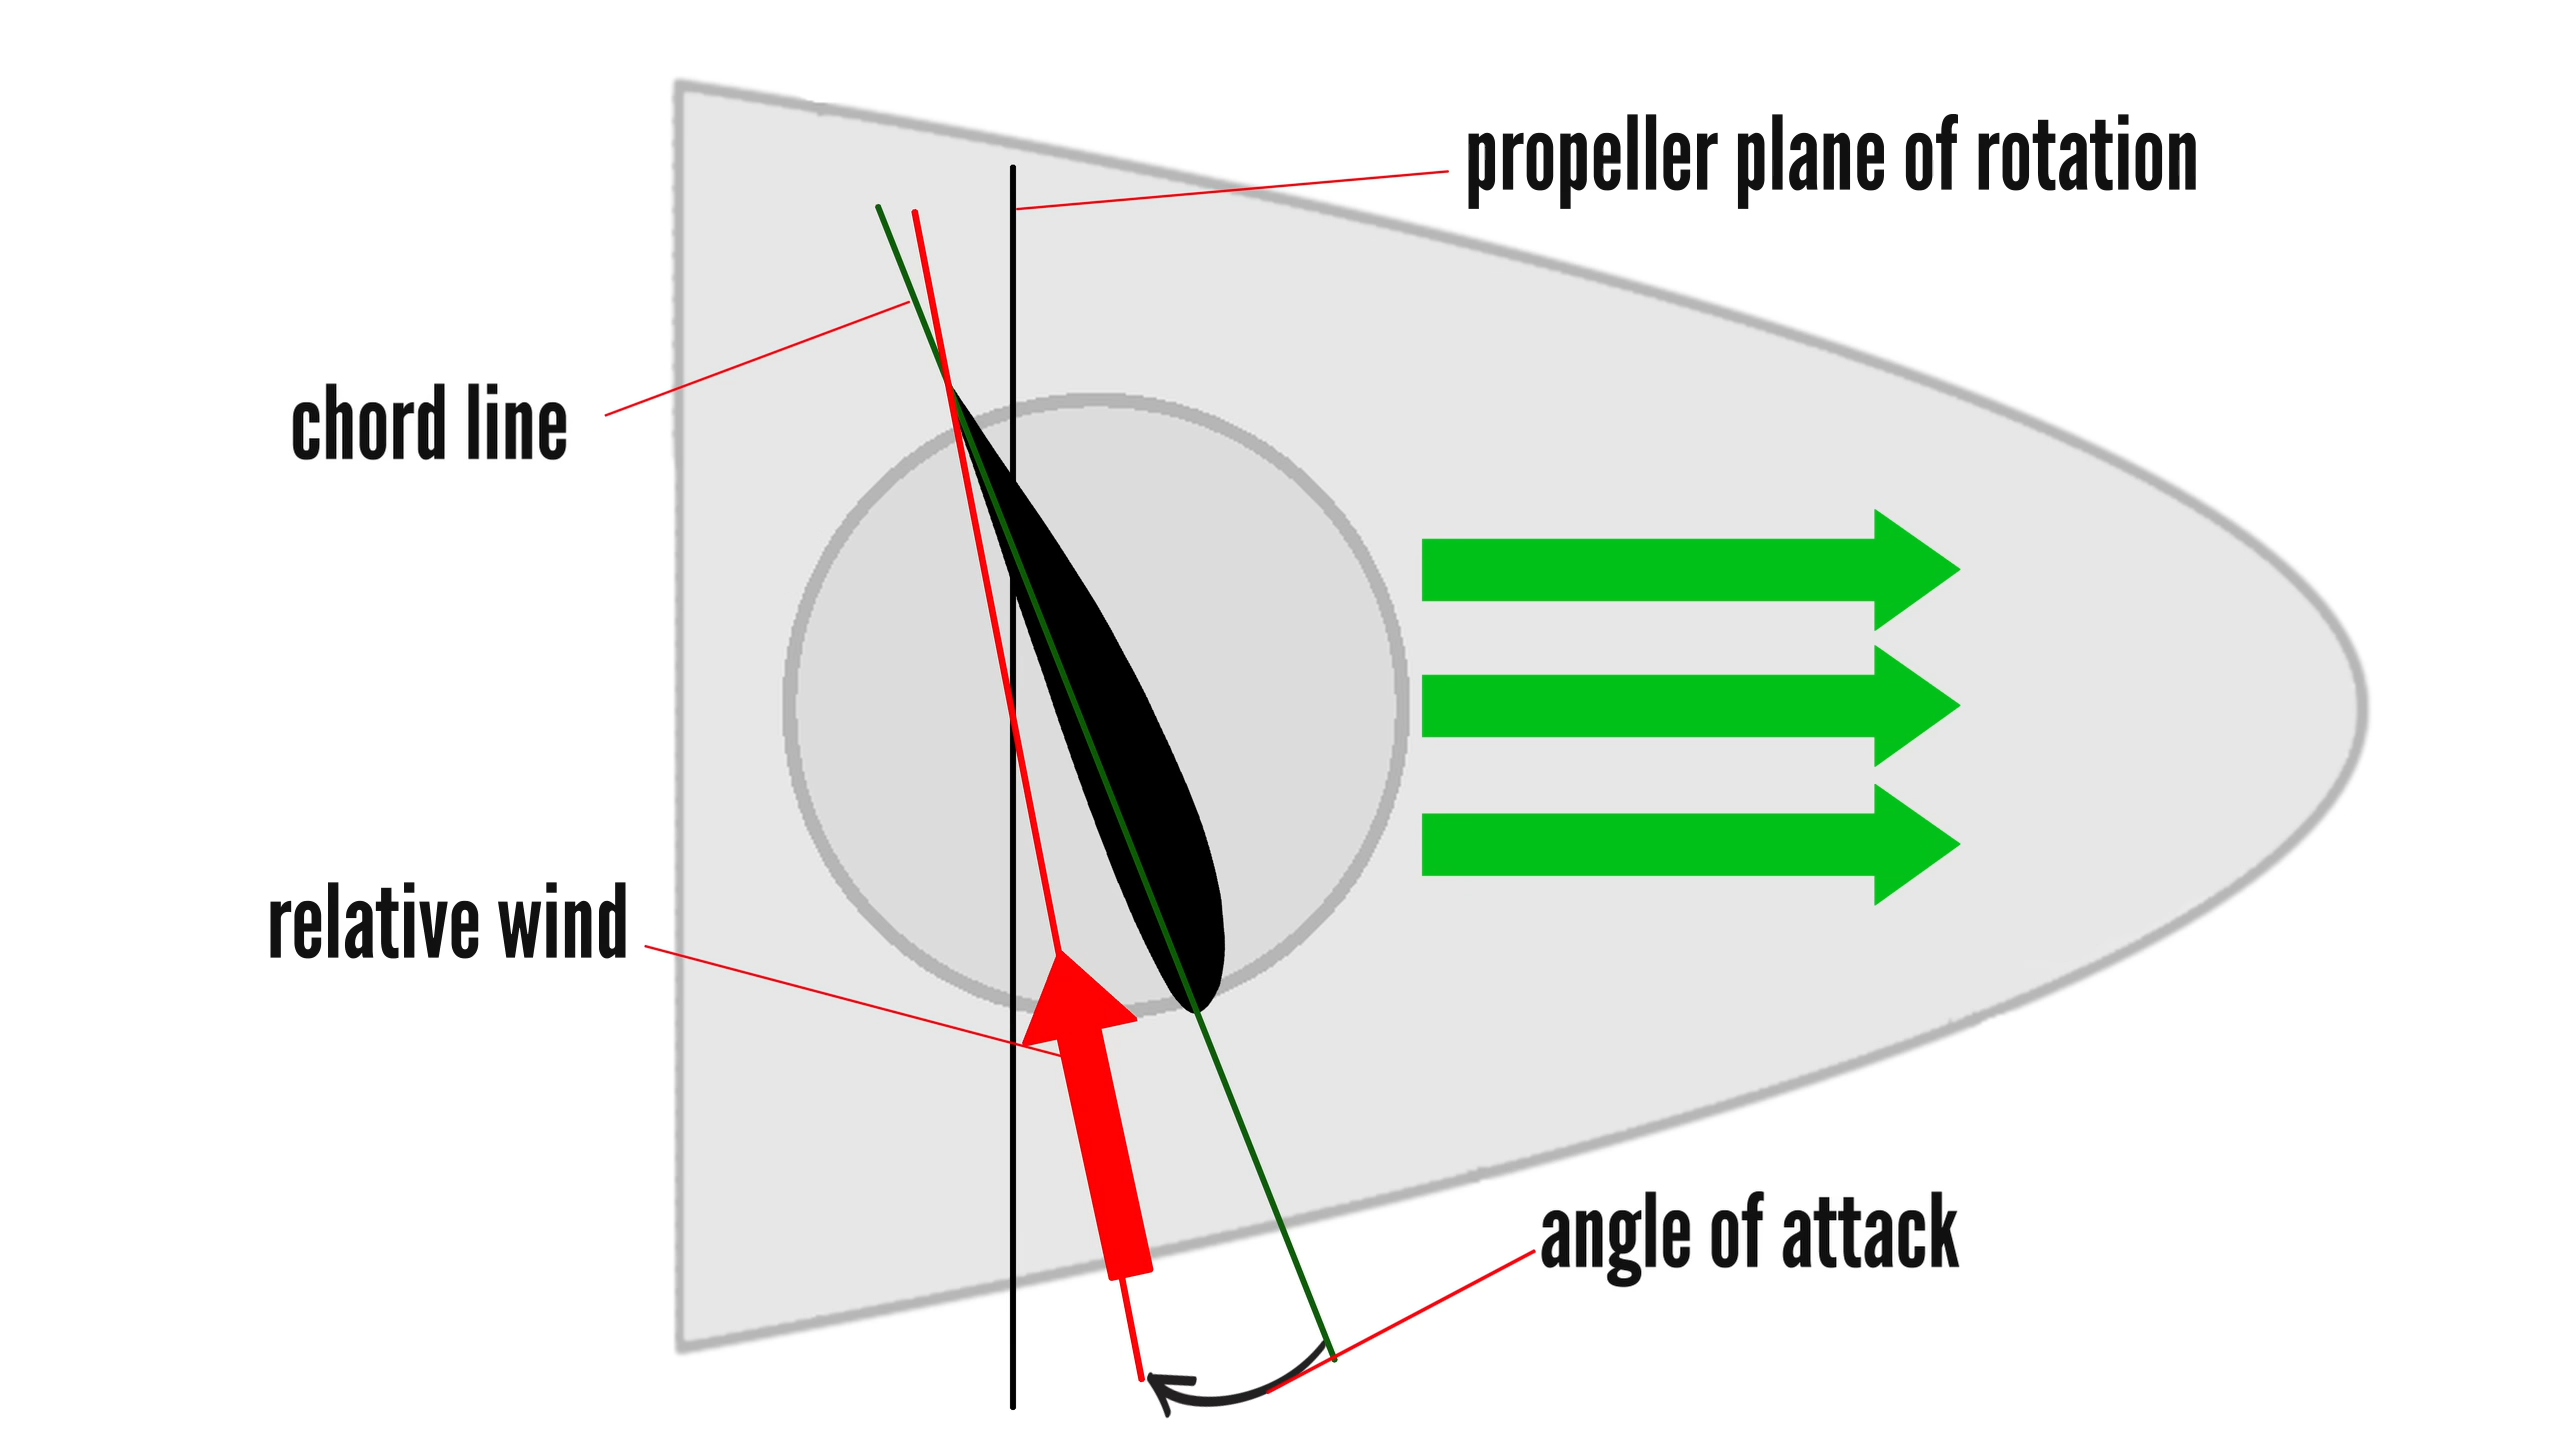 propeller plane of rotation
chord line
relative wind
angle of attack